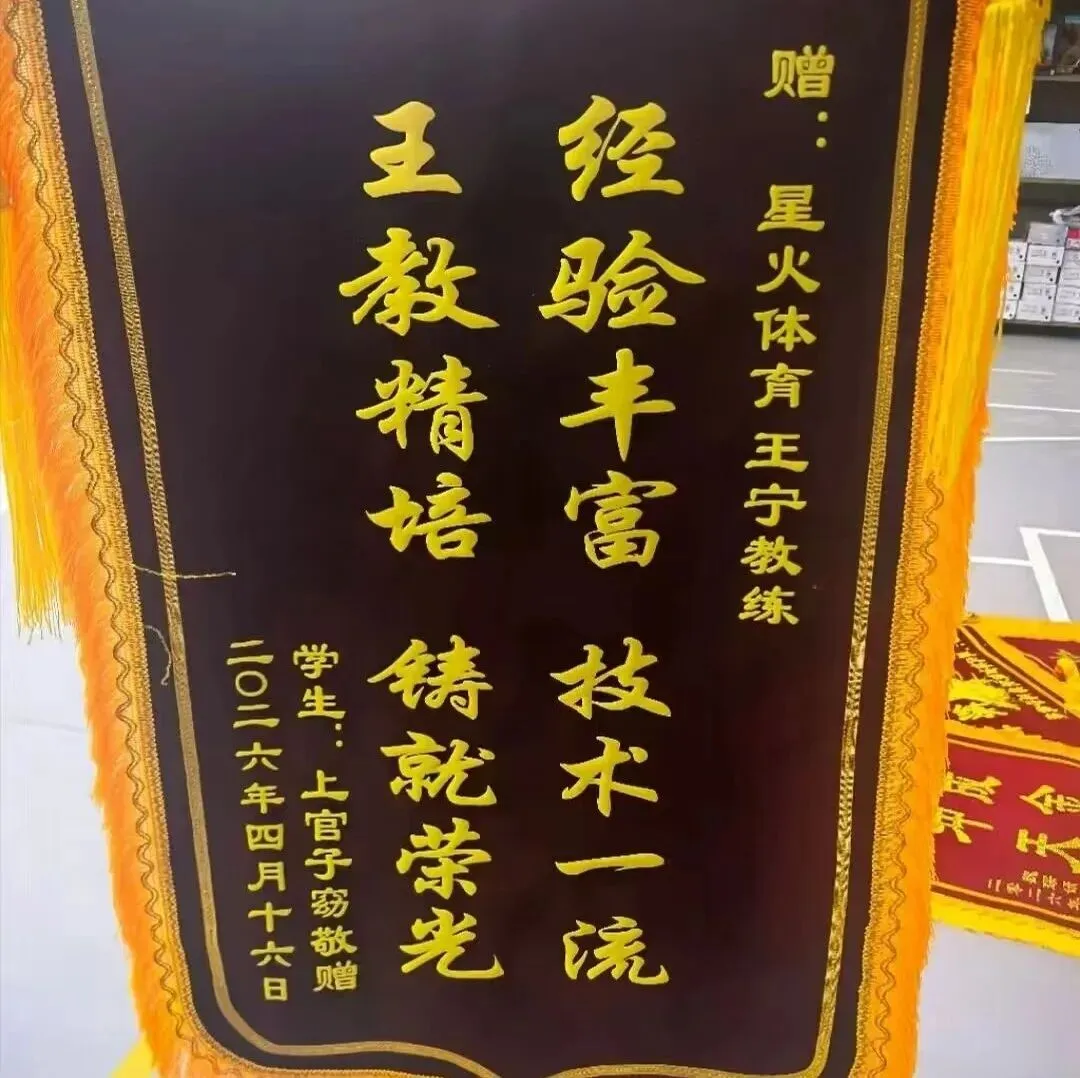 赠：星火体育王宁教练
经验丰富 技术一流
王教精培 铸就荣光
学生：上官子窈敬赠
二〇二六年四月十六日